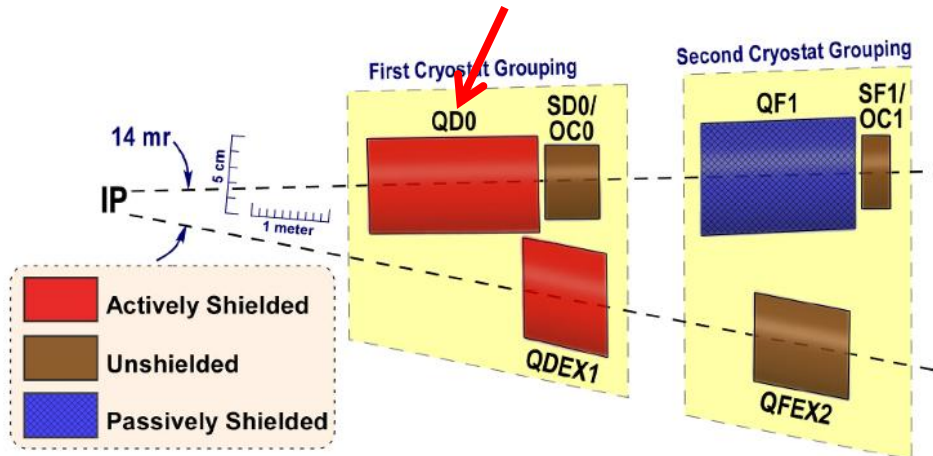 First Cryostat Grouping
Second Cryostat Grouping
QD0
SD0/
OC0
QF1
SF1/
OC1
14 mr
5 cm
IP
1 meter
Actively Shielded
Unshielded
Passively Shielded
QDEX1
QFEX2